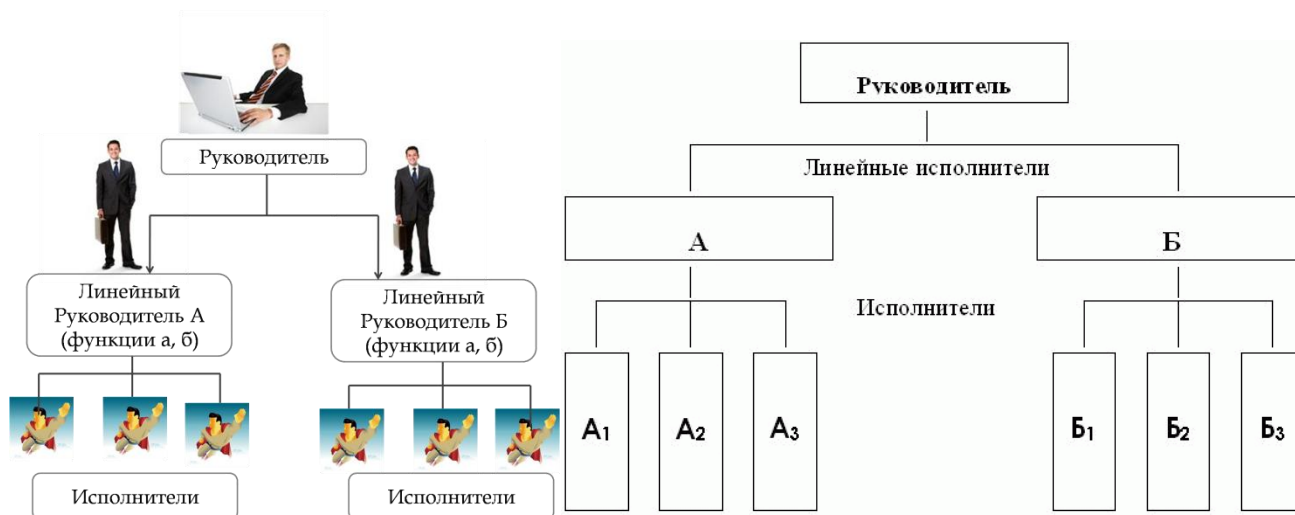 Руководитель
Линейный
Руководитель А
(функции а, б)
Линейный
Руководитель Б
(функции а, б)
Исполнители
Исполнители
Руководитель
Линейные исполнители
А
Б
Исполнители
А1
А2
А3
Б1
Б2
Б3